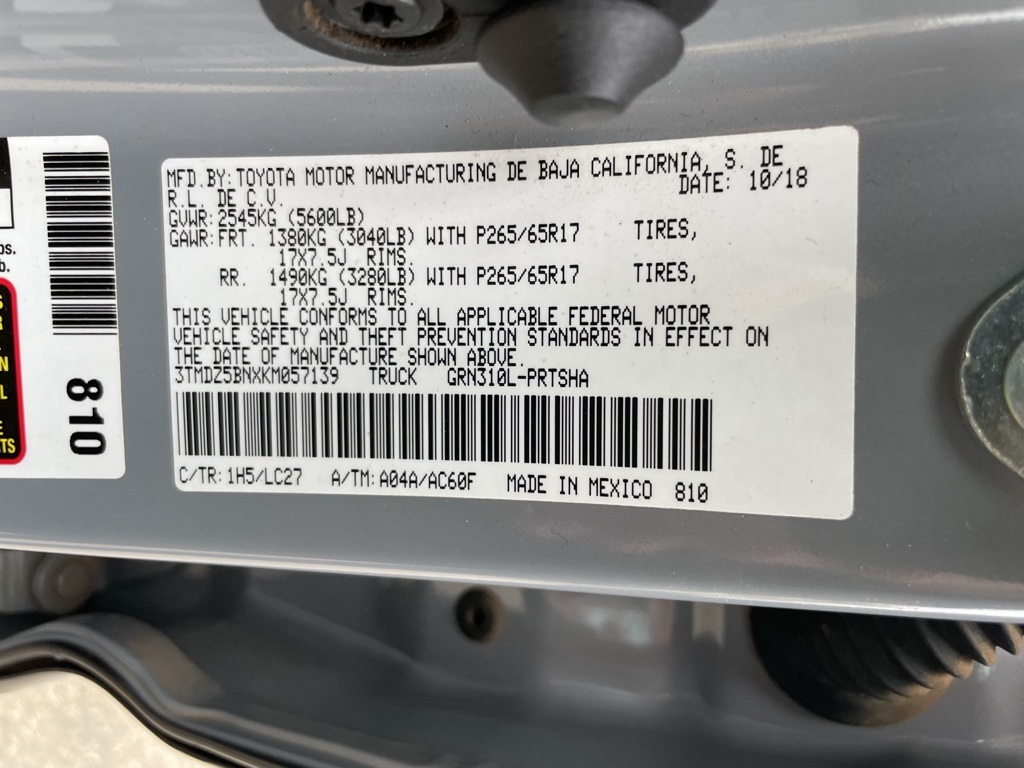 MFD.BY:TOYOTA MOTOR MANUFACTURING DE BAJA CALIFORNIA, S. DE
R.L. DE C.V. DATE: 10/18
GVWR:2545KG (5600LB)
GAWR:FRT. 1380KG (3040LB) WITH P265/65R17 TIRES,
17X7.5J RIMS.
RR. 1490KG (3280LB) WITH P265/65R17 TIRES,
17X7.5J RIMS.
THIS VEHICLE CONFORMS TO ALL APPLICABLE FEDERAL MOTOR
VEHICLE SAFETY AND THEFT PREVENTION STANDARDS IN EFFECT ON
THE DATE OF MANUFACTURE SHOWN ABOVE.
3TMDZ5BNXKM057139 TRUCK GRN310L-PRTSHA
C/TR:1H5/LC27 A/TM:A04A/AC60F MADE IN MEXICO 810
810